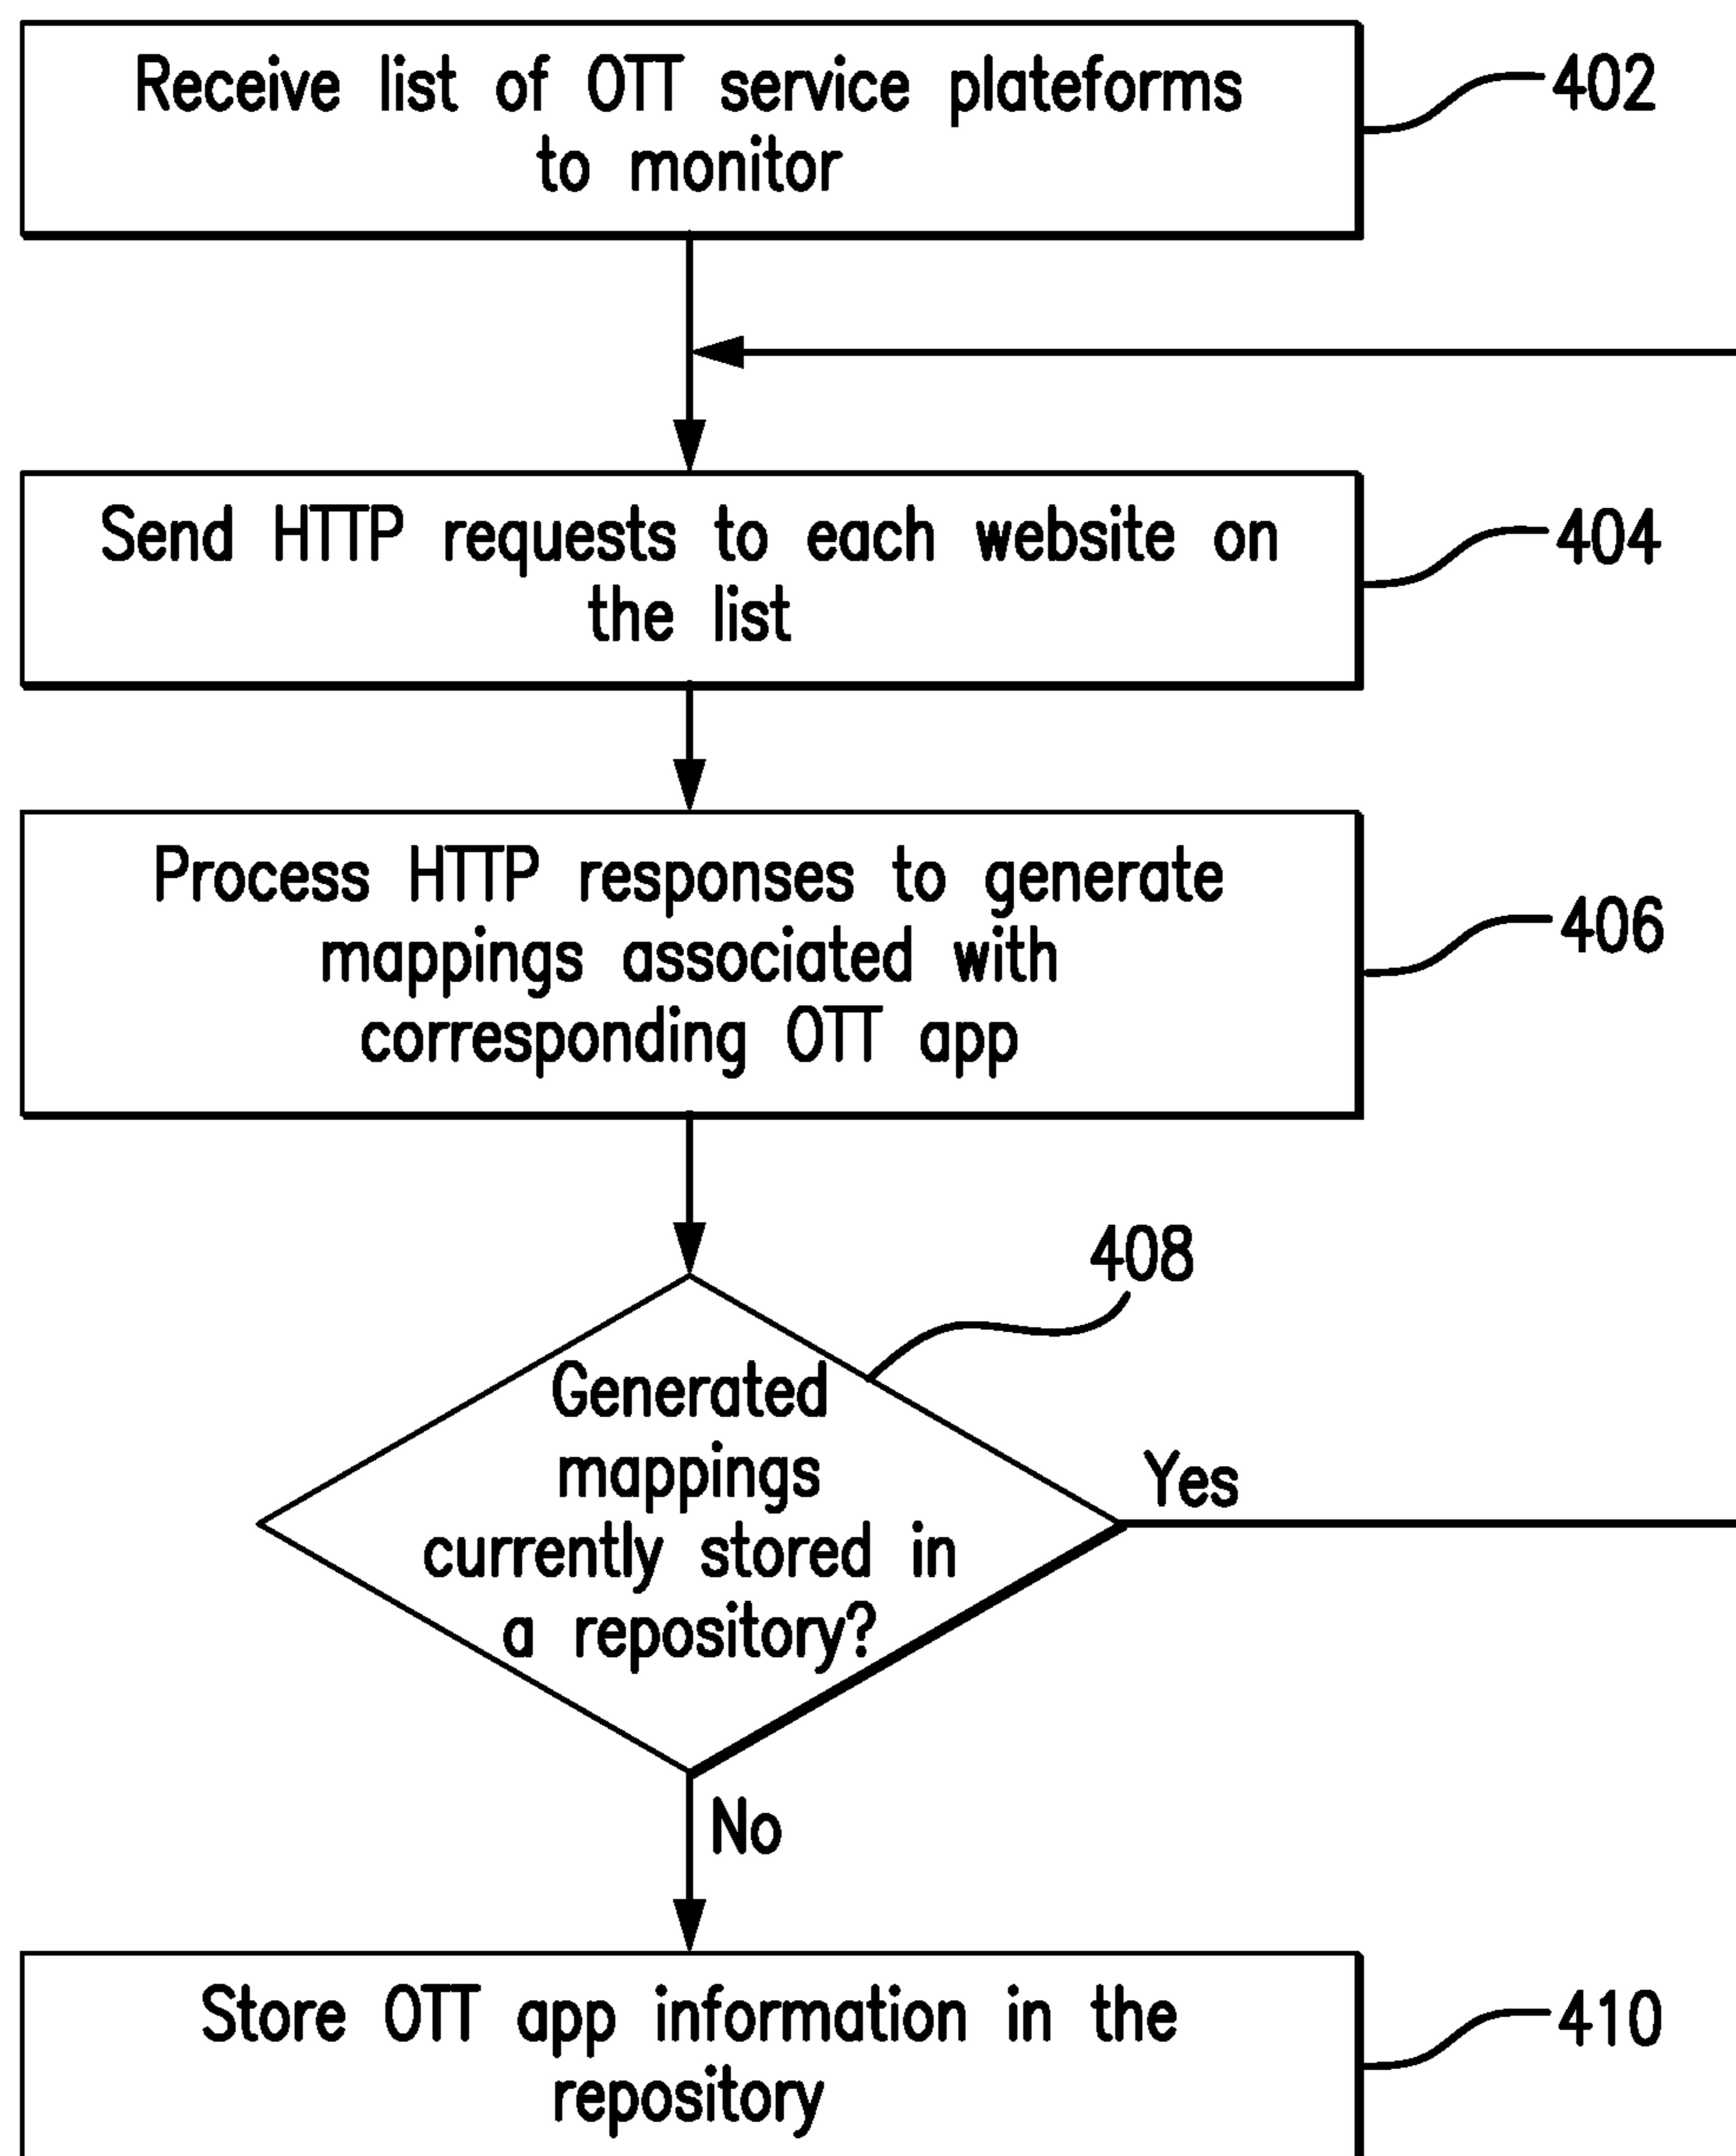 Receive list of OTT service plateforms
to monitor
402
Send HTTP requests to each website on
the list
404
Process HTTP responses to generate
mappings associated with
corresponding OTT app
406
408
Generated
mappings
currently stored in
a repository?
Yes
No
Store OTT app information in the
repository
410